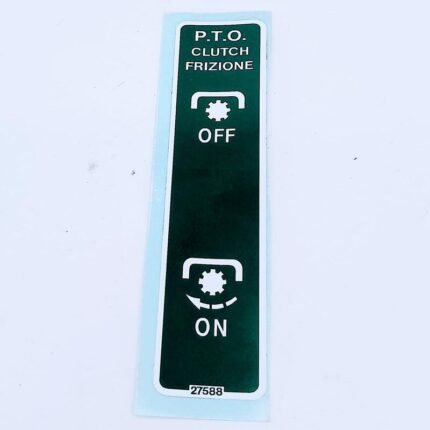 P.T.O.
CLUTCH
FRIZIONE
OFF
ON
27588